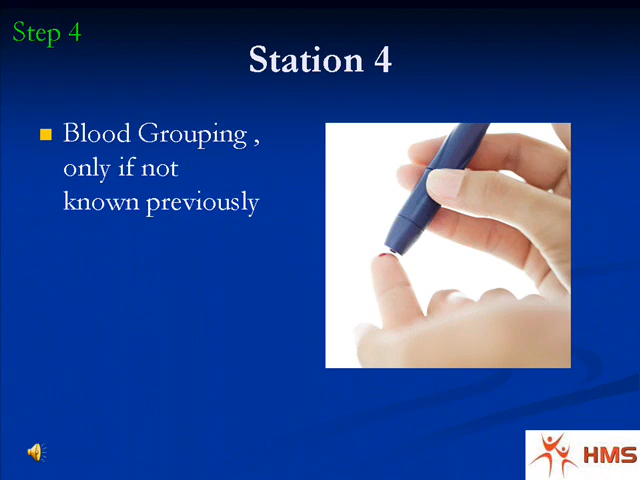 Step 4
Station 4
Blood Grouping ,
only if not
known previously
HMS